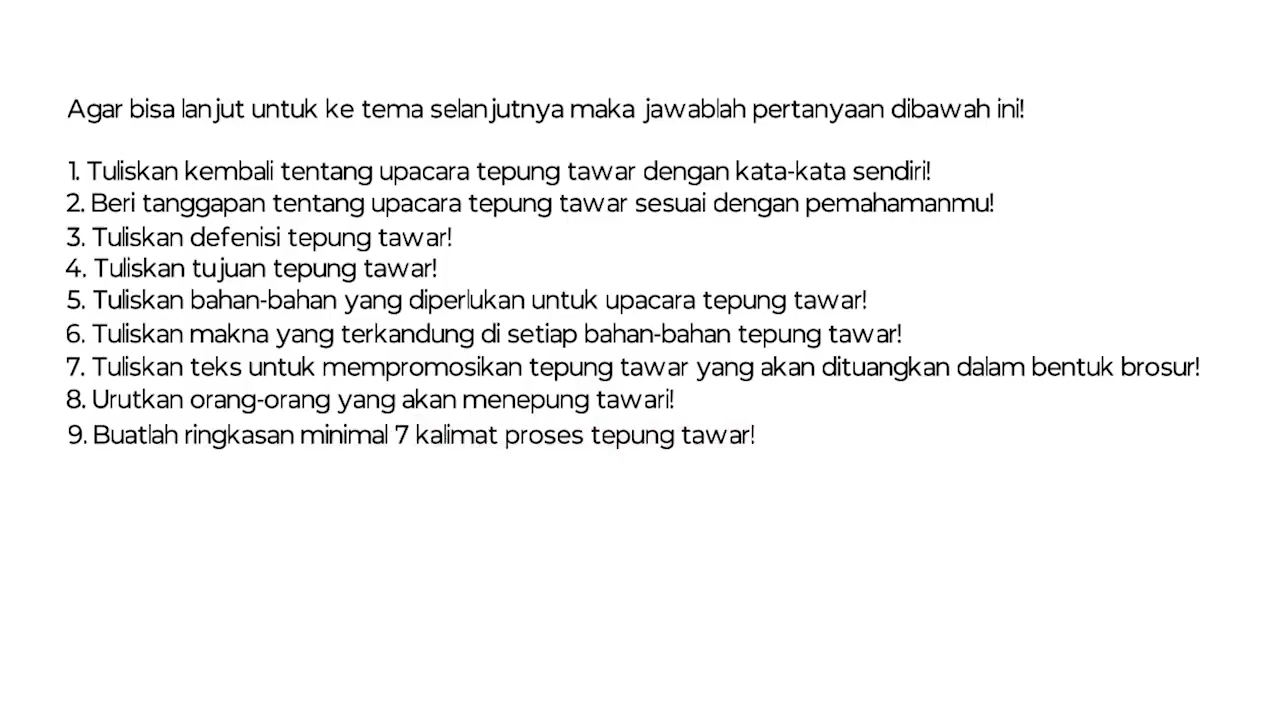 Agar bisa lanjut untuk ke tema selanjutnya maka jawablah pertanyaan dibawah ini!
1. Tuliskan kembali tentang upacara tepung tawar dengan kata-kata sendiri!
2. Beri tanggapan tentang upacara tepung tawar sesuai dengan pemahamanmu!
3. Tuliskan defenisi tepung tawar!
4. Tuliskan tujuan tepung tawar!
5. Tuliskan bahan-bahan yang diperlukan untuk upacara tepung tawar!
6. Tuliskan makna yang terkandung di setiap bahan-bahan tepung tawar!
7. Tuliskan teks untuk mempromosikan tepung tawar yang akan dituangkan dalam bentuk brosur!
8. Urutkan orang-orang yang akan menepung tawari!
9. Buatlah ringkasan minimal 7 kalimat proses tepung tawar!